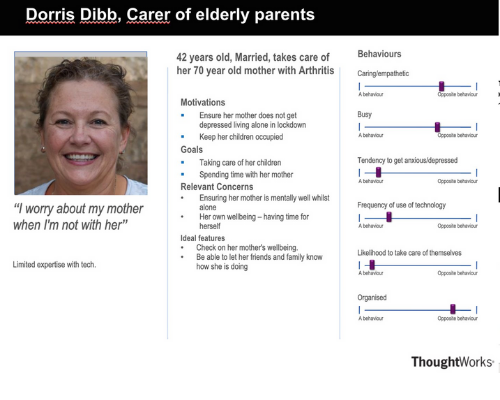 Dorris Dibb, Carer of elderly parents
42 years old, Married, takes care of
her 70 year old mother with Arthritis
Motivations
• Ensure her mother does not get
depressed living alone in lockdown
• Keep her children occupied
Goals
• Taking care of her children
• Spending time with her mother
Relevant Concerns
• Ensuring her mother is mentally well whilst
alone
• Her own wellbeing – having time for
herself
Ideal features
• Check on her mother's wellbeing.
• Be able to let her friends and family know
how she is doing
"I worry about my mother
when I'm not with her"
Limited expertise with tech.
Behaviours
Caring/empathetic
A behaviour Opposite behaviour
Busy
A behaviour Opposite behaviour
Tendency to get anxious/depressed
A behaviour Opposite behaviour
Frequency of use of technology
A behaviour Opposite behaviour
Likelihood to take care of themselves
A behaviour Opposite behaviour
Organised
A behaviour Opposite behaviour
ThoughtWorks